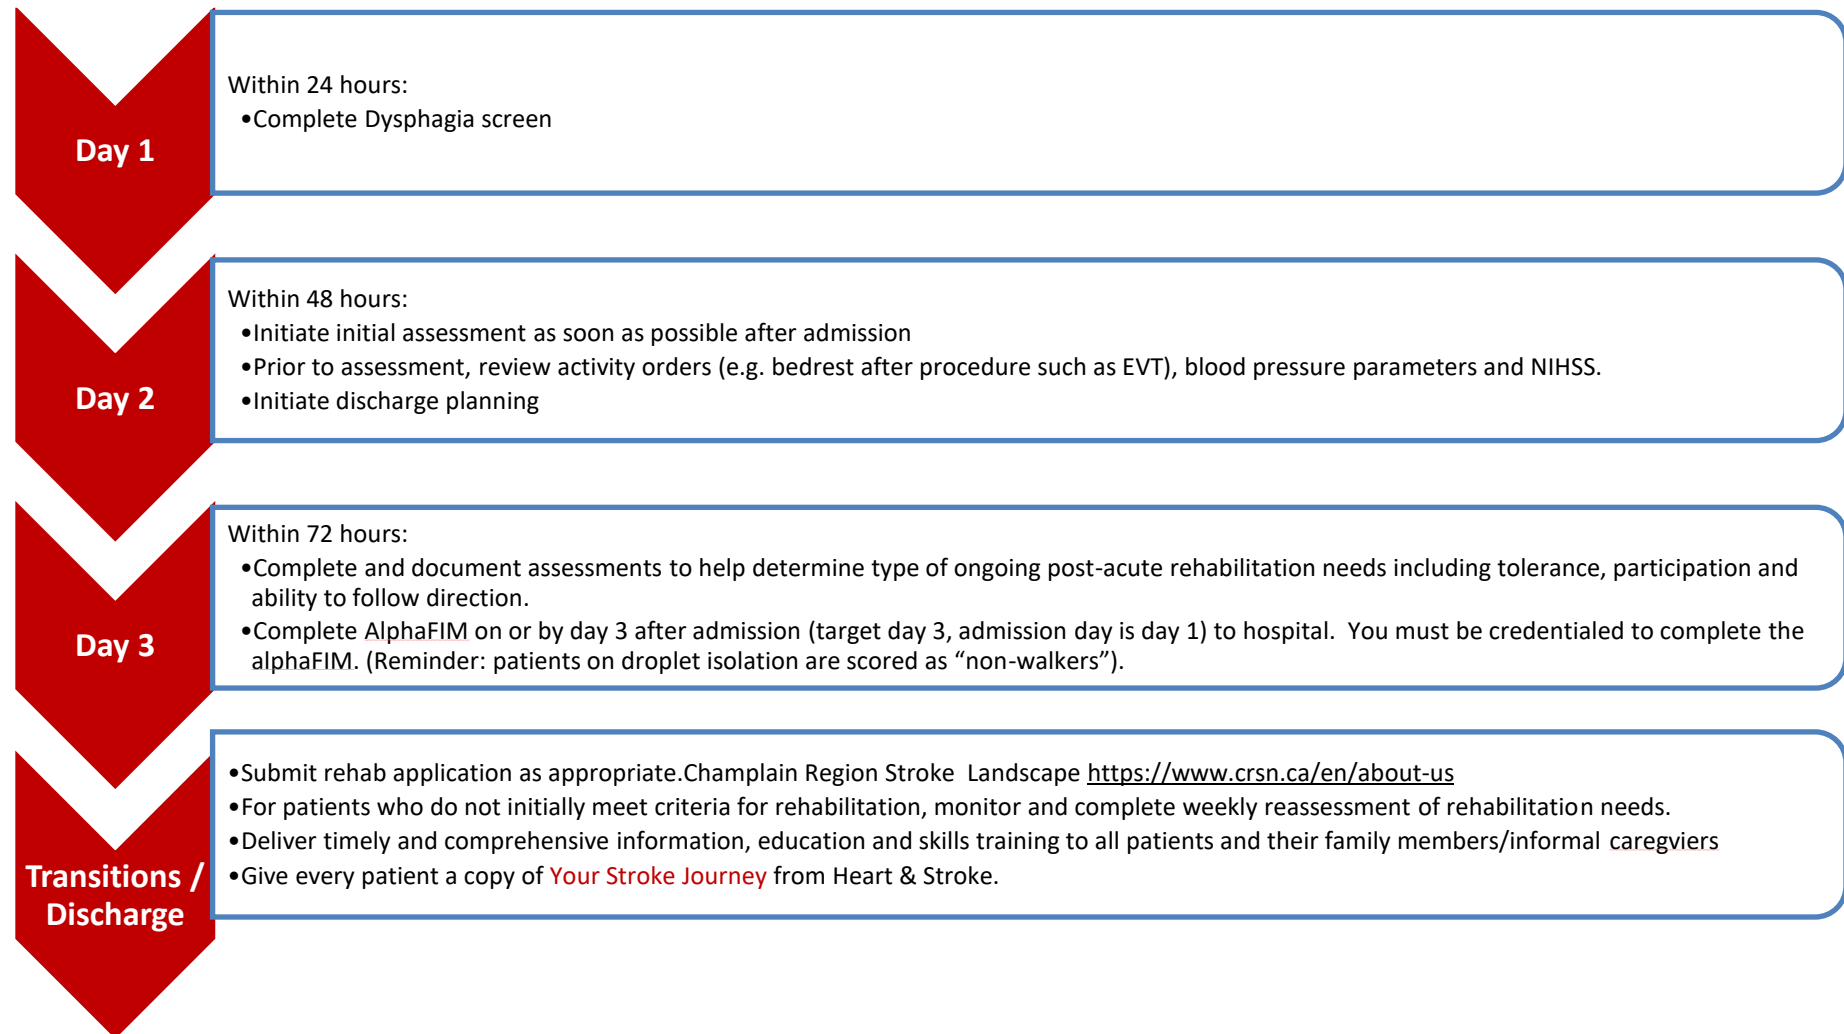 Day 1
Within 24 hours:
•Complete Dysphagia screen
Day 2
Within 48 hours:
•Initiate initial assessment as soon as possible after admission
•Prior to assessment, review activity orders (e.g. bedrest after procedure such as EVT), blood pressure parameters and NIHSS.
•Initiate discharge planning
Day 3
Within 72 hours:
•Complete and document assessments to help determine type of ongoing post-acute rehabilitation needs including tolerance, participation and
ability to follow direction.
•Complete AlphaFIM on or by day 3 after admission (target day 3, admission day is day 1) to hospital.  You must be credentialed to complete the
alphaFIM. (Reminder: patients on droplet isolation are scored as “non-walkers”).
Transitions /
Discharge
•Submit rehab application as appropriate.Champlain Region Stroke  Landscape https://www.crsn.ca/en/about-us
•For patients who do not initially meet criteria for rehabilitation, monitor and complete weekly reassessment of rehabilitation needs.
•Deliver timely and comprehensive information, education and skills training to all patients and their family members/informal caregviers
•Give every patient a copy of Your Stroke Journey from Heart & Stroke.